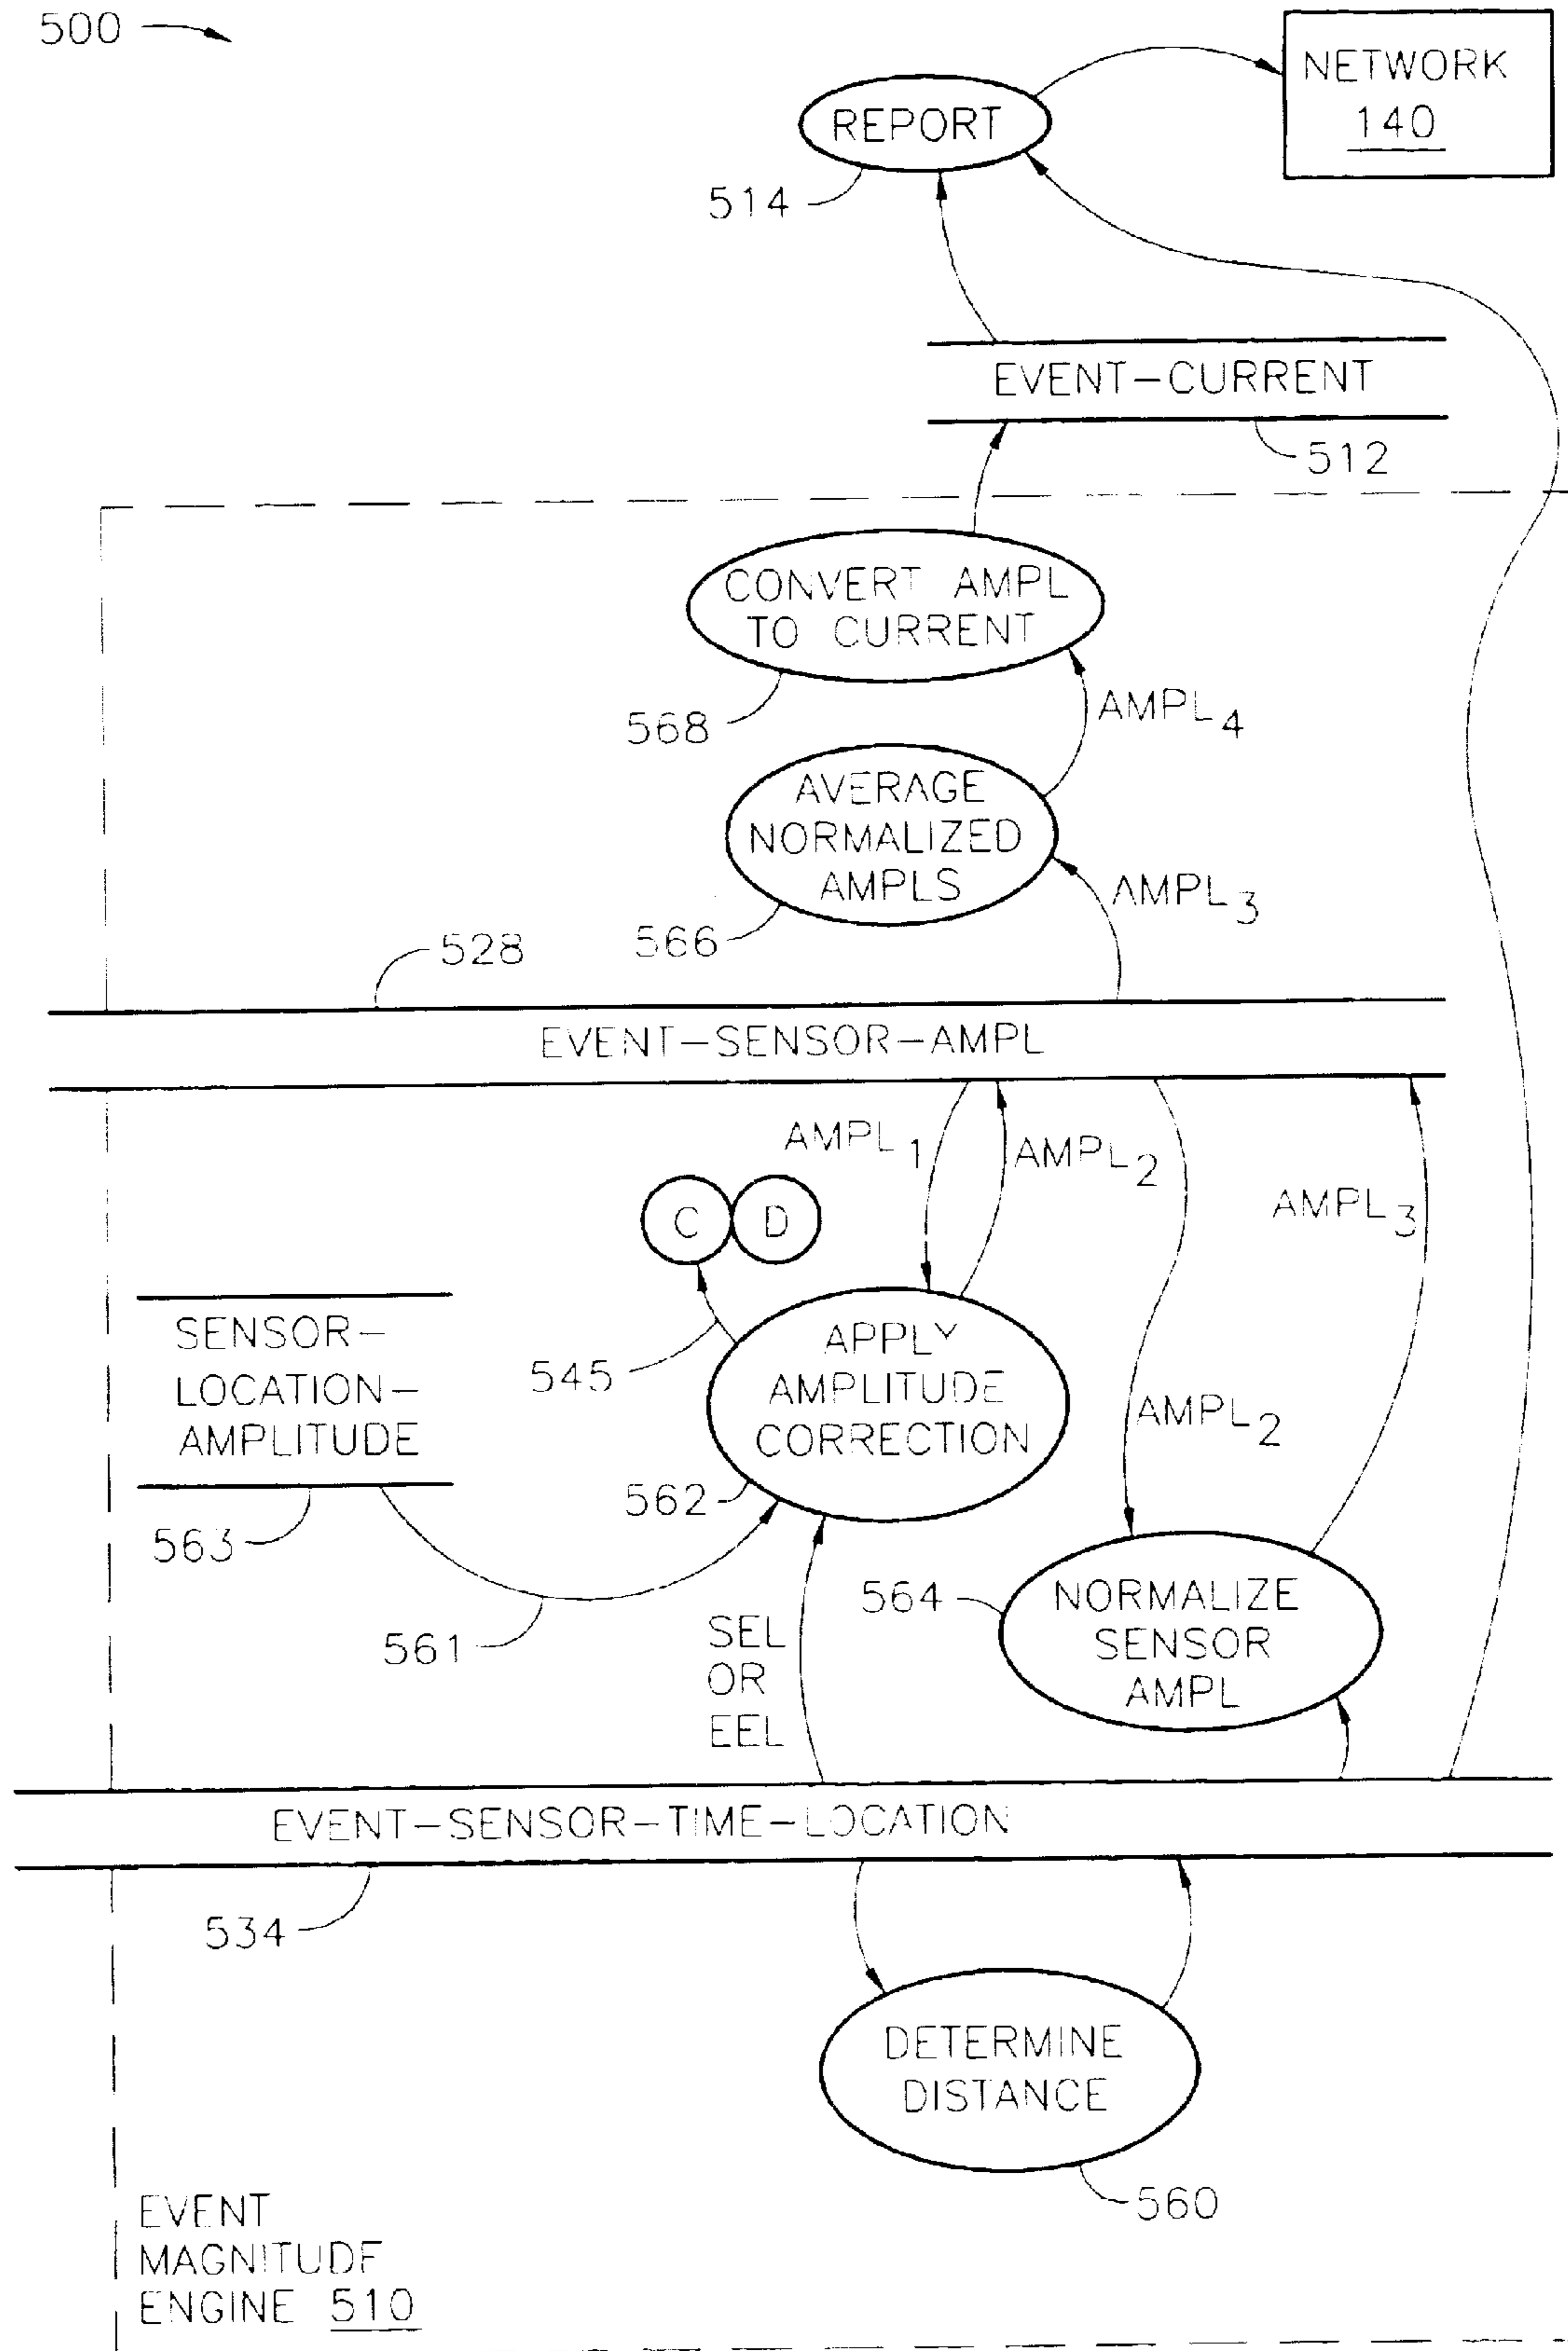 500
NETWORK
140
REPORT
514
EVENT-CURRENT
512
CONVERT AMPL
TO CURRENT
568
AMPL4
AVERAGE
NORMALIZED
AMPLS
566
AMPL3
528
EVENT-SENSOR-AMPL
AMPL1
AMPL2
AMPL3
C
D
SENSOR-
LOCATION-
AMPLITUDE
545
APPLY
AMPLITUDE
CORRECTION
AMPL2
562
563
561
564
NORMALIZE
SENSOR
AMPL
SEL
OR
EEL
EVENT-SENSOR-TIME-LOCATION
534
DETERMINE
DISTANCE
560
EVENT
MAGNITUDE
ENGINE 510